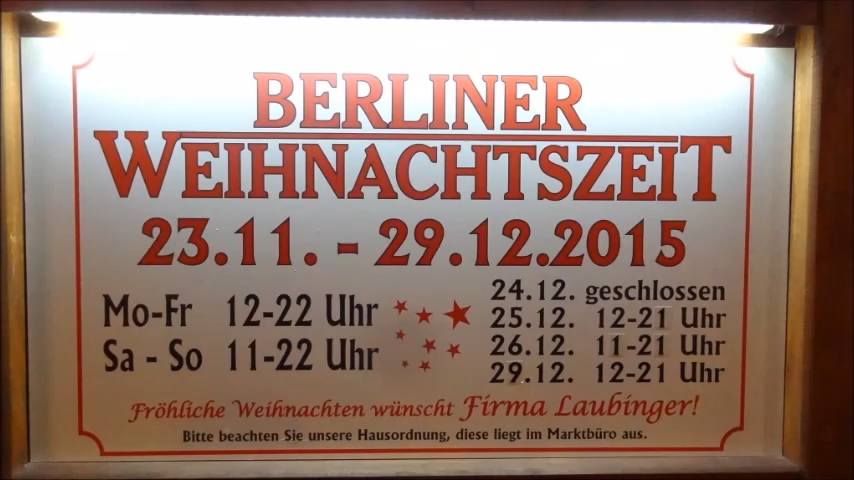 BERLINER
WEIHNACHTSZEIT
23.11. - 29.12.2015
Mo-Fr 12-22 Uhr
Sa - So 11-22 Uhr
24.12. geschlossen
25.12. 12-21 Uhr
26.12. 11-21 Uhr
29.12. 12-21 Uhr
Fröhliche Weihnachten wünscht Firma Laubinger!
Bitte beachten Sie unsere Hausordnung, diese liegt im Marktbüro aus.